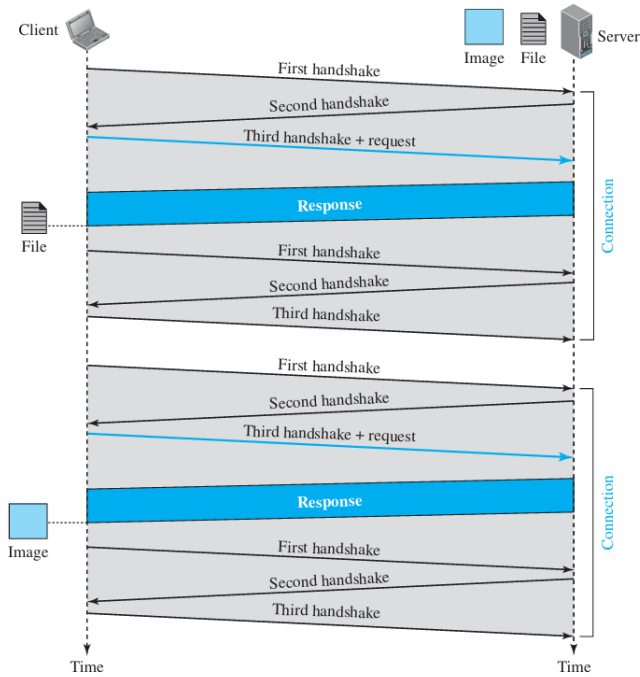 Client
Server
Image
File
First handshake
Second handshake
Third handshake + request
Response
File
First handshake
Second handshake
Third handshake
Connection
First handshake
Second handshake
Third handshake + request
Response
Image
First handshake
Second handshake
Third handshake
Connection
Time
Time